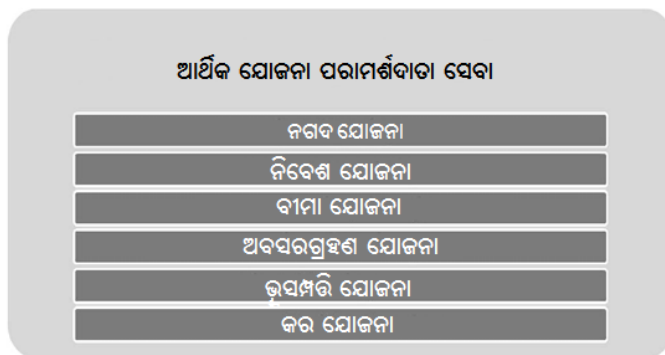 ଆର୍ଥିକ ଯୋଜନା ପରାମର୍ଶଦାତା ସେବା
ନଗଦ ଯୋଜନା
ନିବେଶ ଯୋଜନା
ବୀମା ଯୋଜନା
ଅବସରଗ୍ରହଣ ଯୋଜନା
ଭୂସମ୍ପତ୍ତି ଯୋଜନା
କର ଯୋଜନା